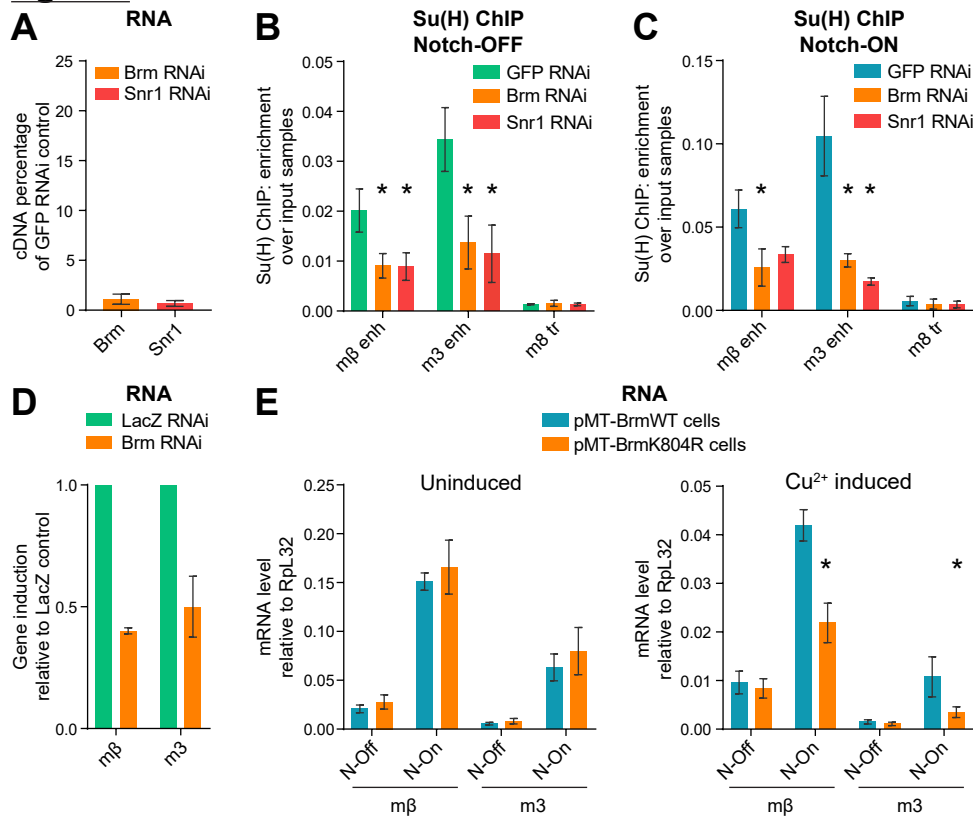 A
RNA
Brm RNAi
Snr1 RNAi
cDNA percentage
of GFP RNAi control
25
20
15
10
5
0
Brm
Snr1
B
Su(H) ChIP
Notch-OFF
GFP RNAi
Brm RNAi
Snr1 RNAi
Su(H) ChIP: enrichment
over input samples
0.05
0.04
0.03
0.02
0.01
0.00
* * * *
mβ enh
m3 enh
m8 tr
C
Su(H) ChIP
Notch-ON
GFP RNAi
Brm RNAi
Snr1 RNAi
Su(H) ChIP: enrichment
over input samples
0.15
0.10
0.05
0.00
* * *
mβ enh
m3 enh
m8 tr
D
RNA
LacZ RNAi
Brm RNAi
Gene induction
relative to LacZ control
1.0
0.5
0.0
mβ
m3
E
RNA
pMT-BrmWT cells
pMT-BrmK804R cells
Uninduced
mRNA level
relative to RpL32
0.25
0.20
0.15
0.10
0.05
0.00
N-Off
N-On
N-Off
N-On
mβ
m3
Cu²⁺ induced
mRNA level
relative to RpL32
0.05
0.04
0.03
0.02
0.01
0.00
* *
N-Off
N-On
N-Off
N-On
mβ
m3